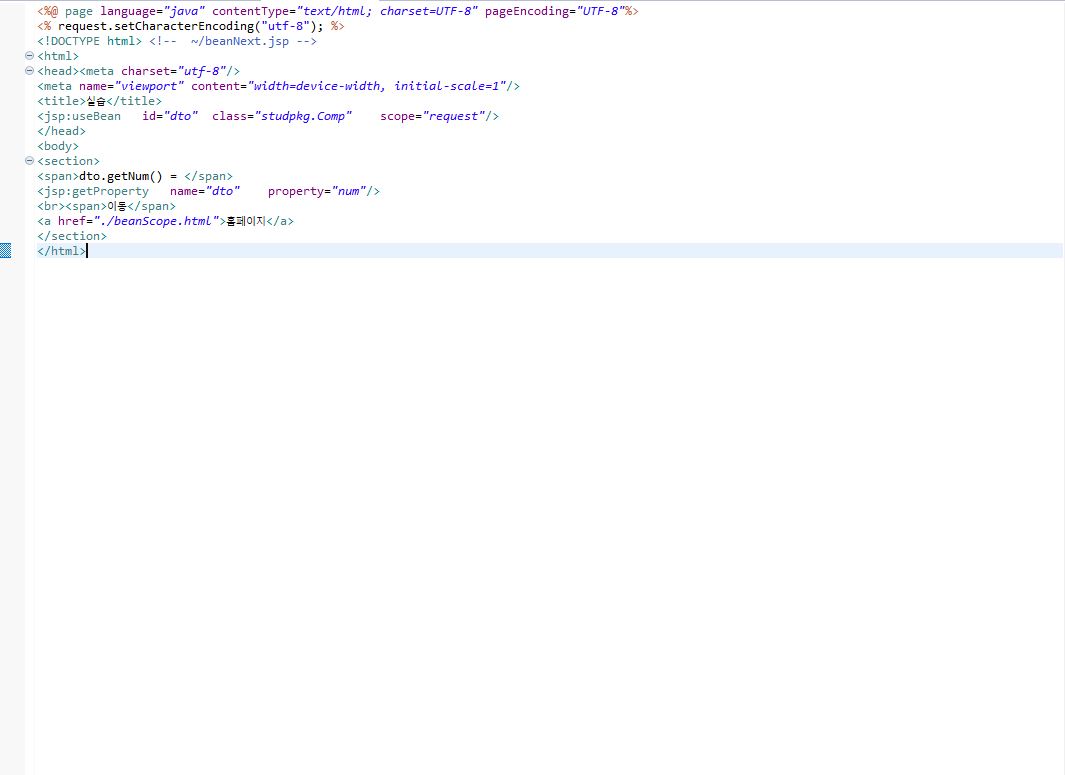 <%@ page language="java" contentType="text/html; charset=UTF-8" pageEncoding="UTF-8"%>
<% request.setCharacterEncoding("utf-8"); %>
<!DOCTYPE html> <!--  ~/beanNext.jsp -->
<html>
<head><meta charset="utf-8"/>
<meta name="viewport" content="width=device-width, initial-scale=1"/>
<title>실습</title>
<jsp:useBean   id="dto"  class="studpkg.Comp"    scope="request"/>
</head>
<body>
<section>
<span>dto.getNum() = </span>
<jsp:getProperty   name="dto"    property="num"/>
<br><span>이동</span>
<a href="./beanScope.html">홈페이지</a>
</section>
</html>